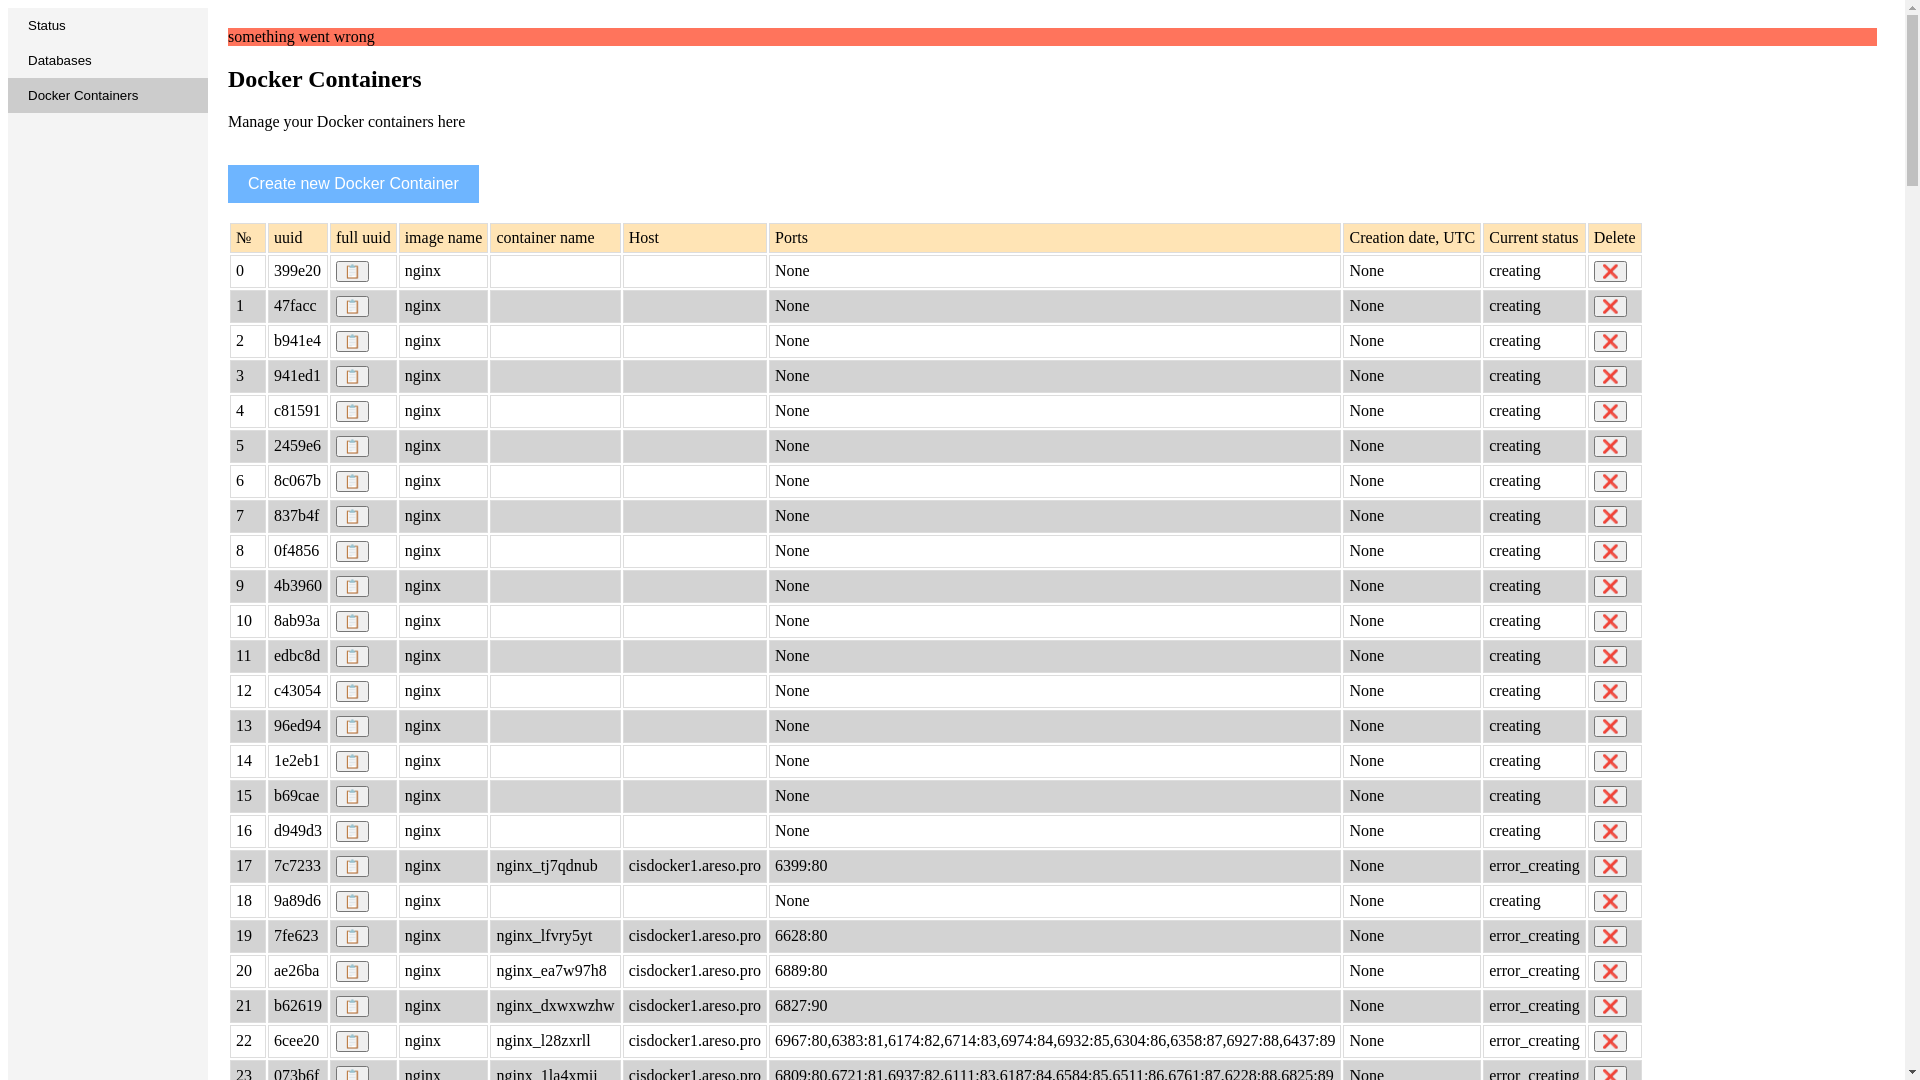 Status
Databases
Docker Containers
something went wrong
Docker Containers
Manage your Docker containers here
Create new Docker Container
№ uuid full uuid image name container name Host Ports Creation date, UTC Current status Delete
0 399e20 nginx None None creating
1 47facc nginx None None creating
2 b941e4 nginx None None creating
3 941ed1 nginx None None creating
4 c81591 nginx None None creating
5 2459e6 nginx None None creating
6 8c067b nginx None None creating
7 837b4f nginx None None creating
8 0f4856 nginx None None creating
9 4b3960 nginx None None creating
10 8ab93a nginx None None creating
11 edbc8d nginx None None creating
12 c43054 nginx None None creating
13 96ed94 nginx None None creating
14 1e2eb1 nginx None None creating
15 b69cae nginx None None creating
16 d949d3 nginx None None creating
17 7c7233 nginx nginx_tj7qdnub cisdocker1.areso.pro 6399:80 None error_creating
18 9a89d6 nginx None None creating
19 7fe623 nginx nginx_lfvry5yt cisdocker1.areso.pro 6628:80 None error_creating
20 ae26ba nginx nginx_ea7w97h8 cisdocker1.areso.pro 6889:80 None error_creating
21 b62619 nginx nginx_dxwxwzhw cisdocker1.areso.pro 6827:90 None error_creating
22 6cee20 nginx nginx_l28zxrll cisdocker1.areso.pro 6967:80,6383:81,6174:82,6714:83,6974:84,6932:85,6304:86,6358:87,6927:88,6437:89 None error_creating
23 073b6f nginx nginx_1la4xmij cisdocker1.areso.pro 6809:80,6721:81,6937:82,6111:83,6187:84,6584:85,6511:86,6761:87,6228:88,6825:89 None error_creating